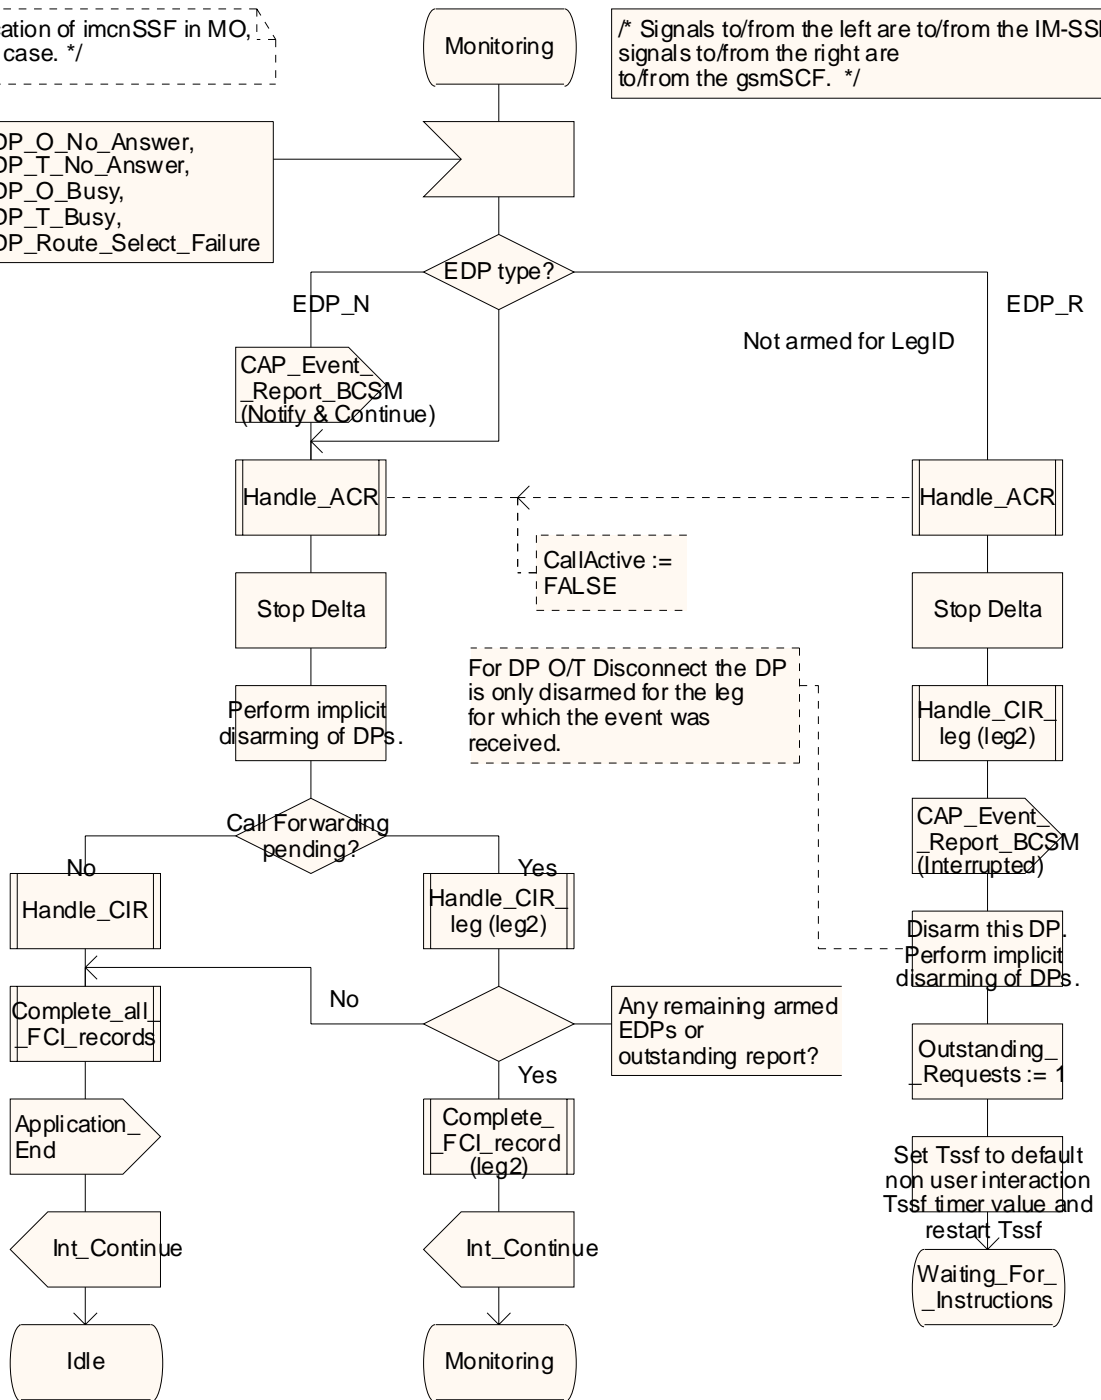 ation of imcnSSF in MO,
case. */
Monitoring
/* Signals to/from the left are to/from the IM-SSF
signals to/from the right are
to/from the gsmSCF. */
DP_O_No_Answer,
DP_T_No_Answer,
DP_O_Busy,
DP_T_Busy,
DP_Route_Select_Failure
EDP type?
EDP_N
EDP_R
Not armed for LegID
CAP_Event_
_Report_BCSM
(Notify & Continue)
Handle_ACR
Handle_ACR
CallActive :=
FALSE
Stop Delta
Stop Delta
For DP O/T Disconnect the DP
is only disarmed for the leg
for which the event was
received.
Perform implicit
disarming of DPs.
Handle_CIR_
leg (leg2)
Call Forwarding
pending?
CAP_Event_
_Report_BCSM
(Interrupted)
No
Yes
Handle_CIR
Handle_CIR_
leg (leg2)
Disarm this DP.
Perform implicit
disarming of DPs.
No
Complete_all_
_FCI_records
Any remaining armed
EDPs or
outstanding report?
Outstanding_
_Requests := 1
Yes
Application_
End
Complete_
_FCI_record
(leg2)
Set Tssf to default
non user interaction
Tssf timer value and
restart Tssf
Int_Continue
Int_Continue
Waiting_For_
_Instructions
Idle
Monitoring